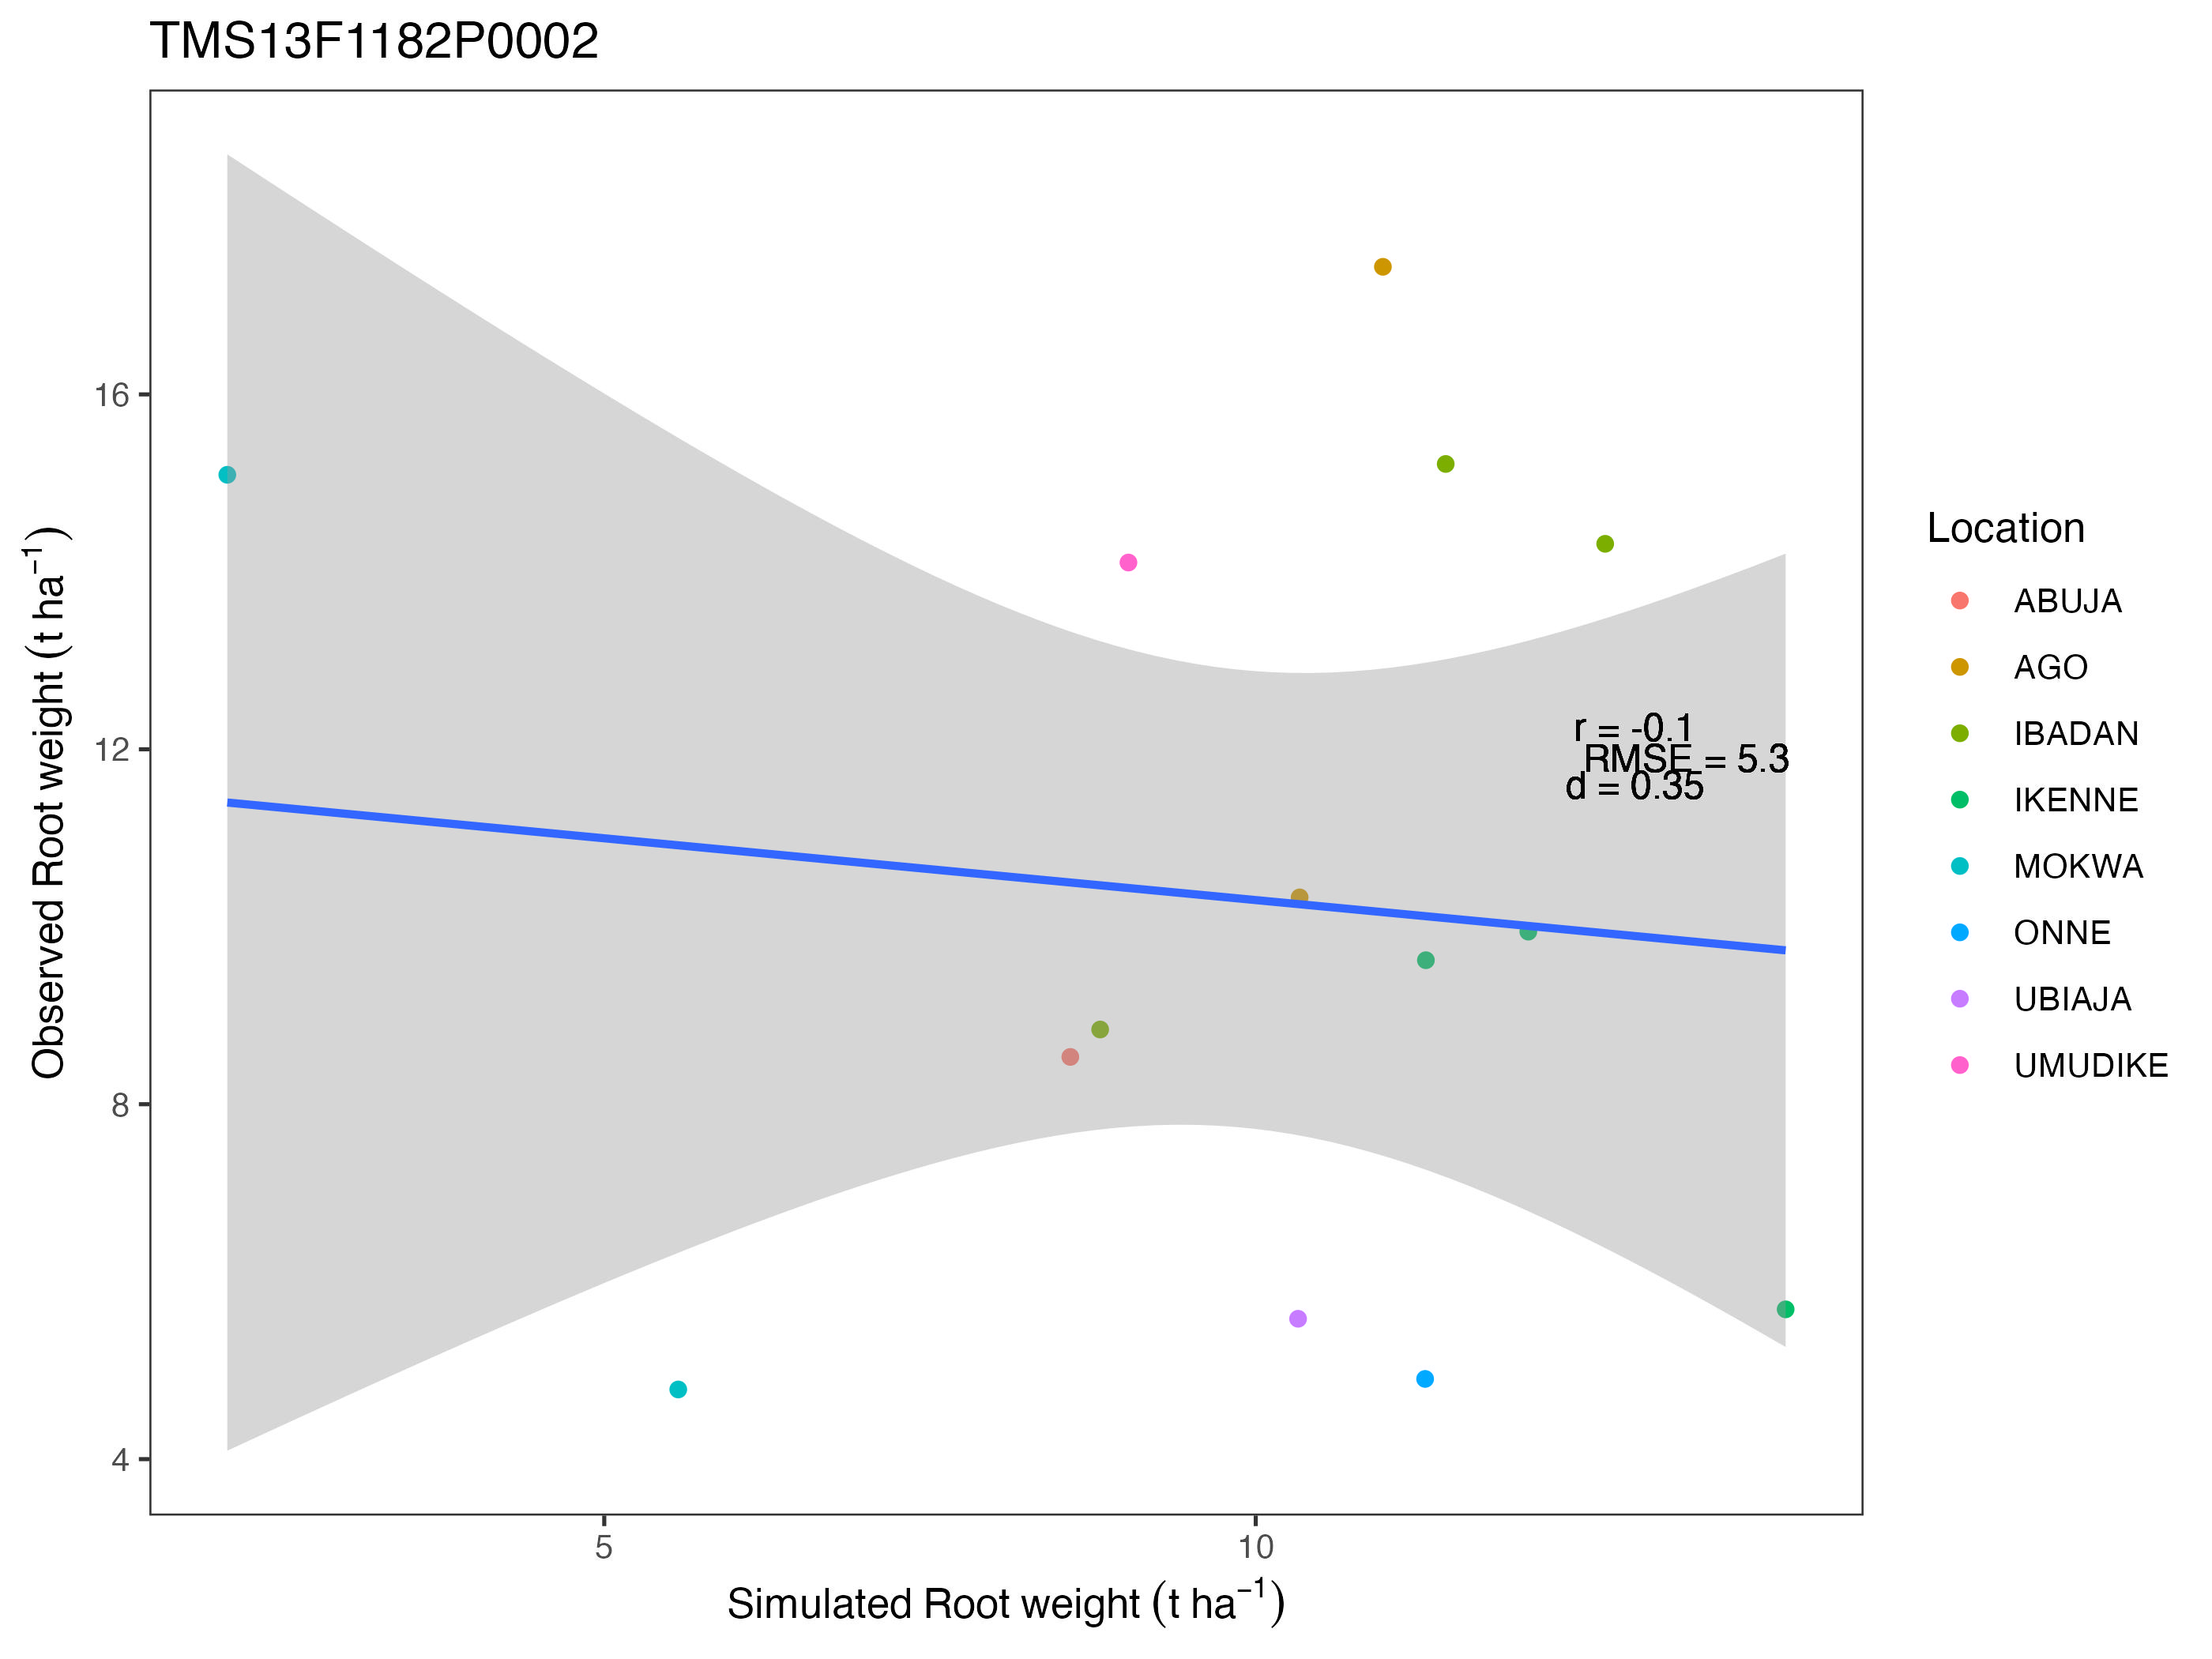 TMS13F1182P0002
Observed Root weight (t ha⁻¹)
16
12
8
4
r = -0.1
RMSE = 5.3
d = 0.35
5
10
Simulated Root weight (t ha⁻¹)
Location
ABUJA
AGO
IBADAN
IKENNE
MOKWA
ONNE
UBIAJA
UMUDIKE